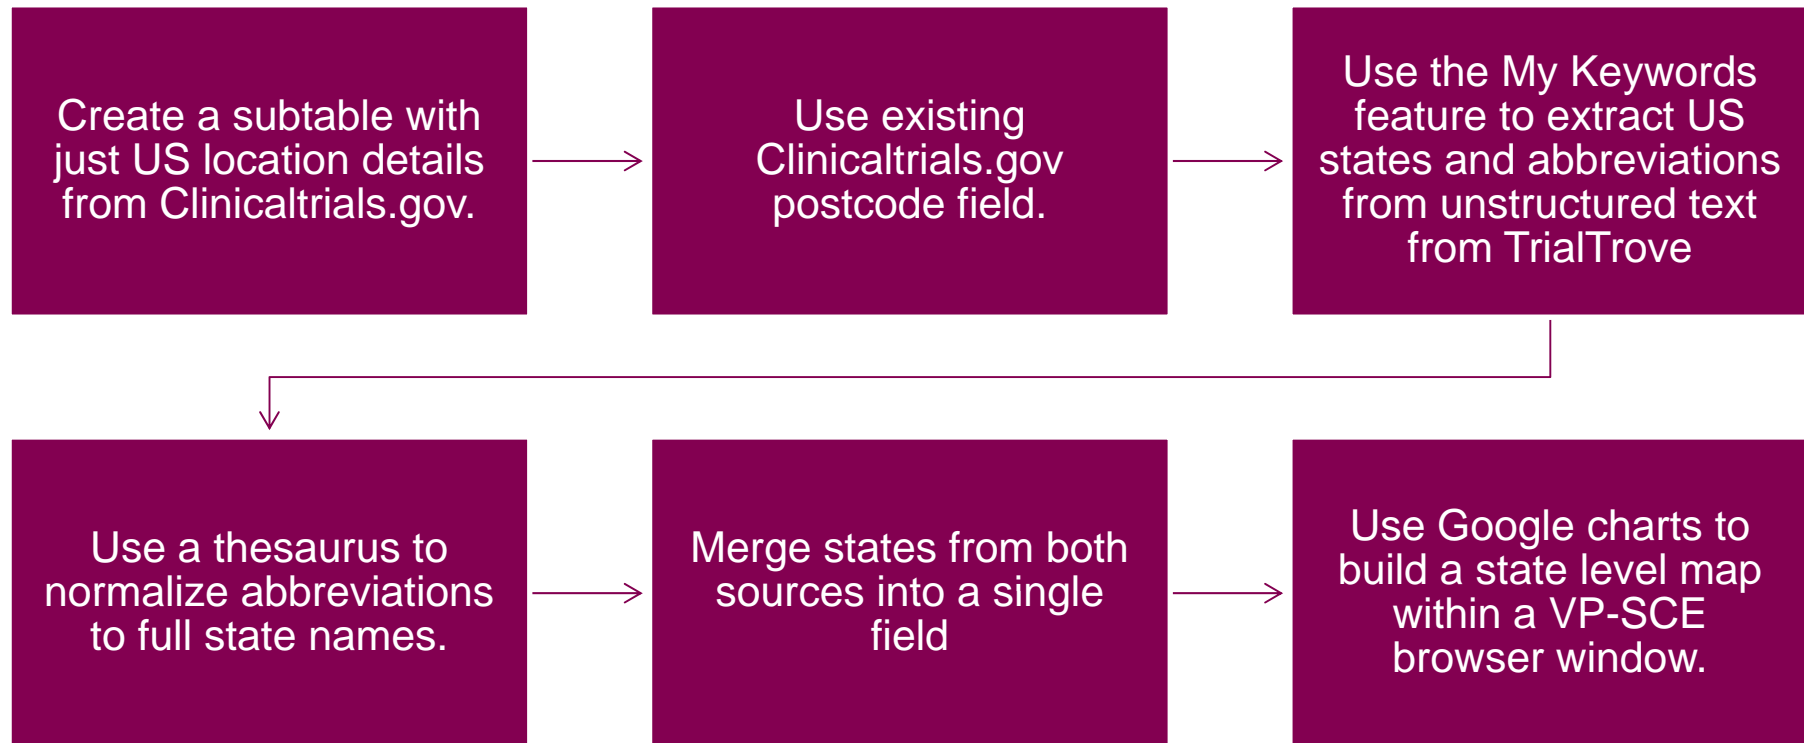 Create a subtable with
just US location details
from Clinicaltrials.gov.
Use existing
Clinicaltrials.gov
postcode field.
Use the My Keywords
feature to extract US
states and abbreviations
from unstructured text
from TrialTrove
Use a thesaurus to
normalize abbreviations
to full state names.
Merge states from both
sources into a single
field
Use Google charts to
build a state level map
within a VP-SCE
browser window.